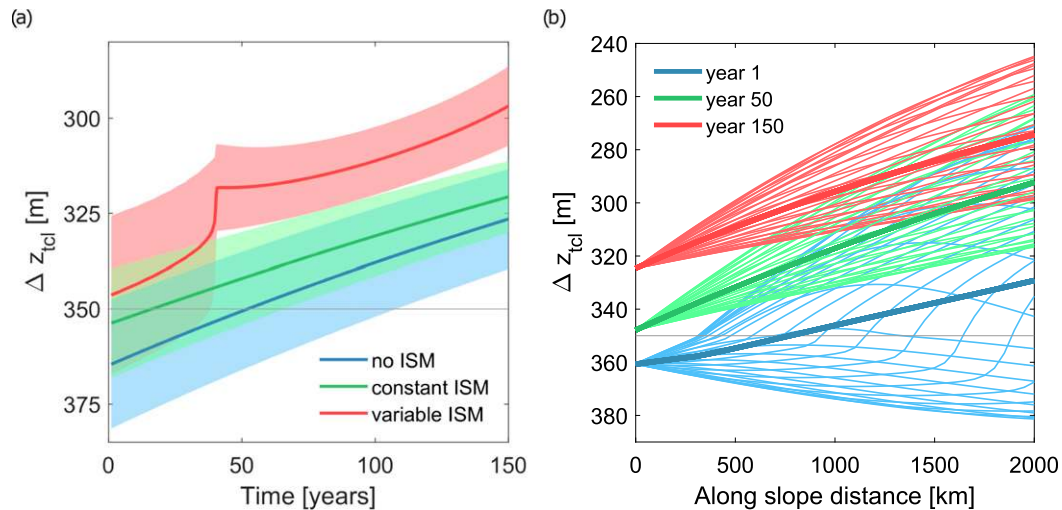 (a)
300
325
350
375
Δ z_tcl [m]
no ISM
constant ISM
variable ISM
0
50
100
150
Time [years]
(b)
240
260
280
300
320
340
360
380
Δ z_tcl [m]
year 1
year 50
year 150
0
500
1000
1500
2000
Along slope distance [km]